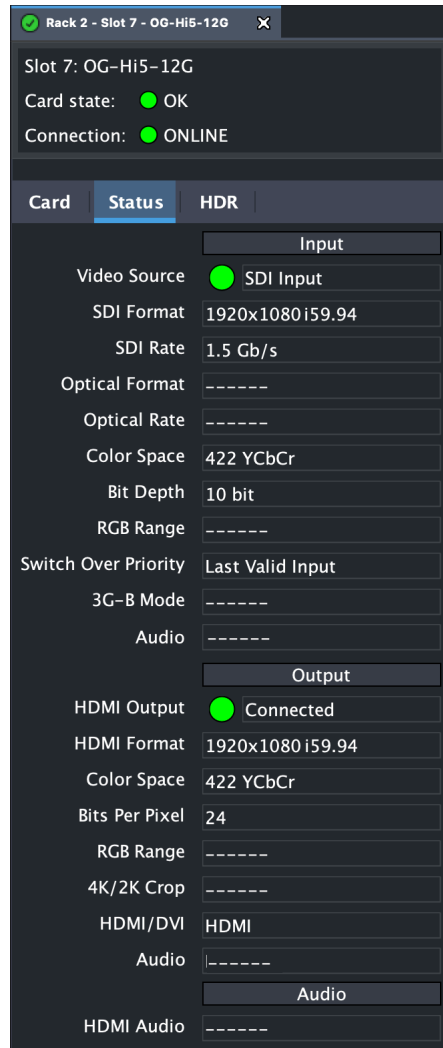 Rack 2 - Slot 7 - OG-Hi5-12G
Slot 7: OG-Hi5-12G
Card state: OK
Connection: ONLINE
Card Status HDR
Input
Video Source SDI Input
SDI Format 1920x1080i59.94
SDI Rate 1.5 Gb/s
Optical Format ------
Optical Rate ------
Color Space 422 YCbCr
Bit Depth 10 bit
RGB Range ------
Switch Over Priority Last Valid Input
3G-B Mode ------
Audio ------
Output
HDMI Output Connected
HDMI Format 1920x1080i59.94
Color Space 422 YCbCr
Bits Per Pixel 24
RGB Range ------
4K/2K Crop ------
HDMI/DVI HDMI
Audio ------
Audio
HDMI Audio ------